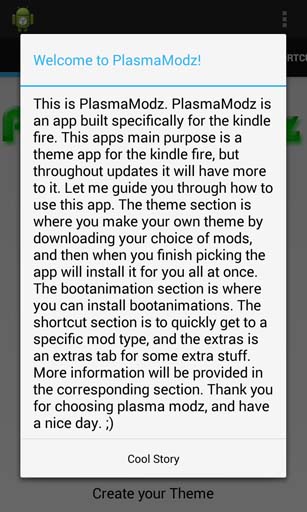 RTCU
Welcome to PlasmaModz!
This is PlasmaModz. PlasmaModz is
an app built specifically for the kindle
fire. This apps main purpose is a
theme app for the kindle fire, but
throughout updates it will have more
to it. Let me guide you through how to
use this app. The theme section is
where you make your own theme by
downloading your choice of mods,
and then when you finish picking the
app will install it for you all at once.
The bootanimation section is where
you can install bootanimations. The
shortcut section is to quickly get to a
specific mod type, and the extras is
an extras tab for some extra stuff.
More information will be provided in
the corresponding section. Thank you
for choosing plasma modz, and have
a nice day. ;)
Cool Story
Create your Theme